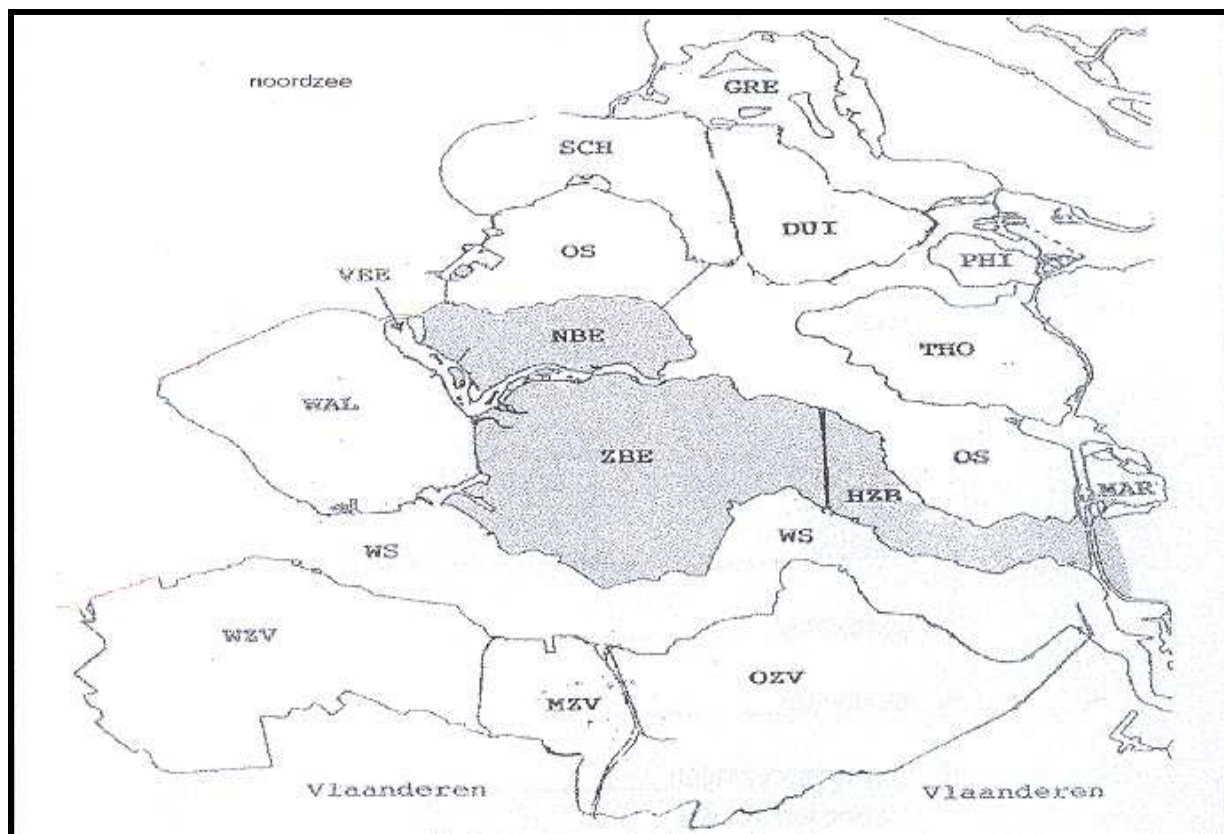 noordzee
GRE
SCH
DUI
OS
PHI
VEE
NBE
THO
WAL
ZBE
OS
HZB
MAR
WS
WS
WZV
OZV
MZV
Vlaanderen
Vlaanderen